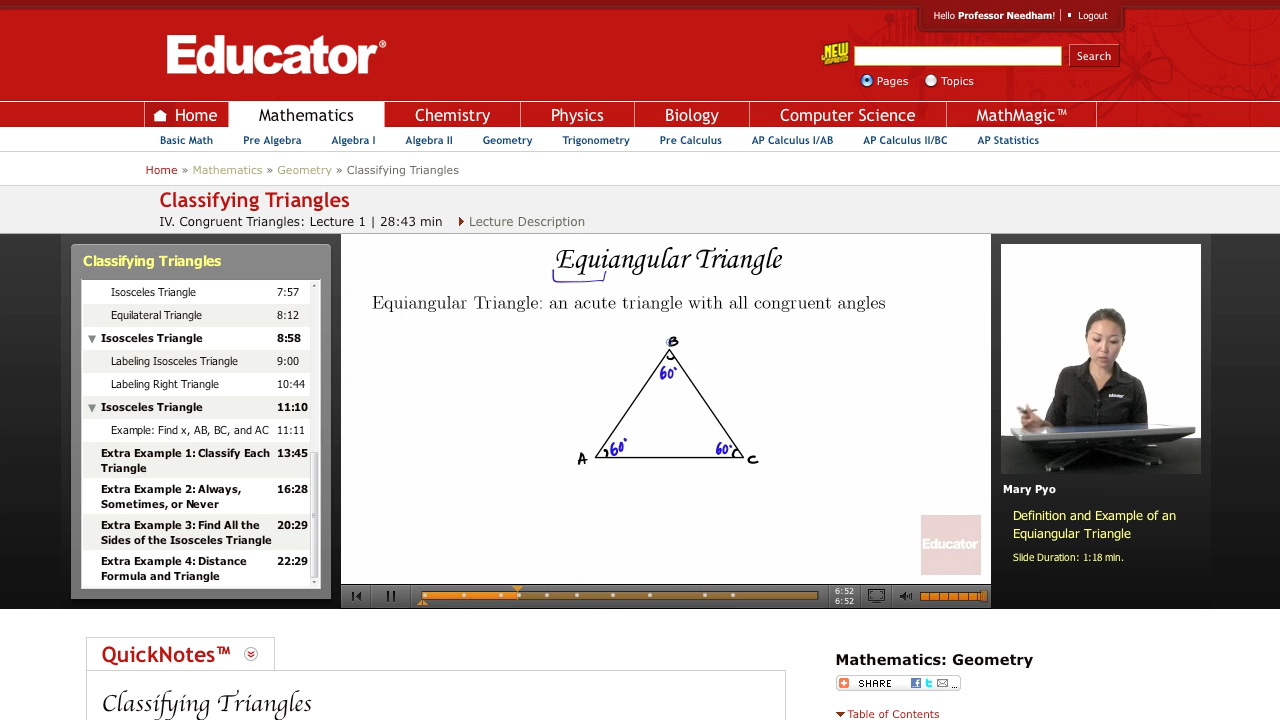 Hello Professor Needham! Logout
Educator®
NEW
IMPROVED
Search
Pages Topics
Home Mathematics Chemistry Physics Biology Computer Science MathMagic™
Basic Math Pre Algebra Algebra I Algebra II Geometry Trigonometry Pre Calculus AP Calculus I/AB AP Calculus II/BC AP Statistics
Home » Mathematics » Geometry » Classifying Triangles
Classifying Triangles
IV. Congruent Triangles: Lecture 1 | 28:43 min Lecture Description
Classifying Triangles
Isosceles Triangle 7:57
Equilateral Triangle 8:12
Isosceles Triangle 8:58
Labeling Isosceles Triangle 9:00
Labeling Right Triangle 10:44
Isosceles Triangle 11:10
Example: Find x, AB, BC, and AC 11:11
Extra Example 1: Classify Each 13:45
Triangle
Extra Example 2: Always, 16:28
Sometimes, or Never
Extra Example 3: Find All the 20:29
Sides of the Isosceles Triangle
Extra Example 4: Distance 22:29
Formula and Triangle
Equiangular Triangle
Equiangular Triangle: an acute triangle with all congruent angles
B
60°
60° 60°
A C
Educator
6:52
6:52
Mary Pyo
Definition and Example of an
Equiangular Triangle
Slide Duration: 1:18 min.
QuickNotes™
Classifying Triangles
Mathematics: Geometry
SHARE ...
Table of Contents